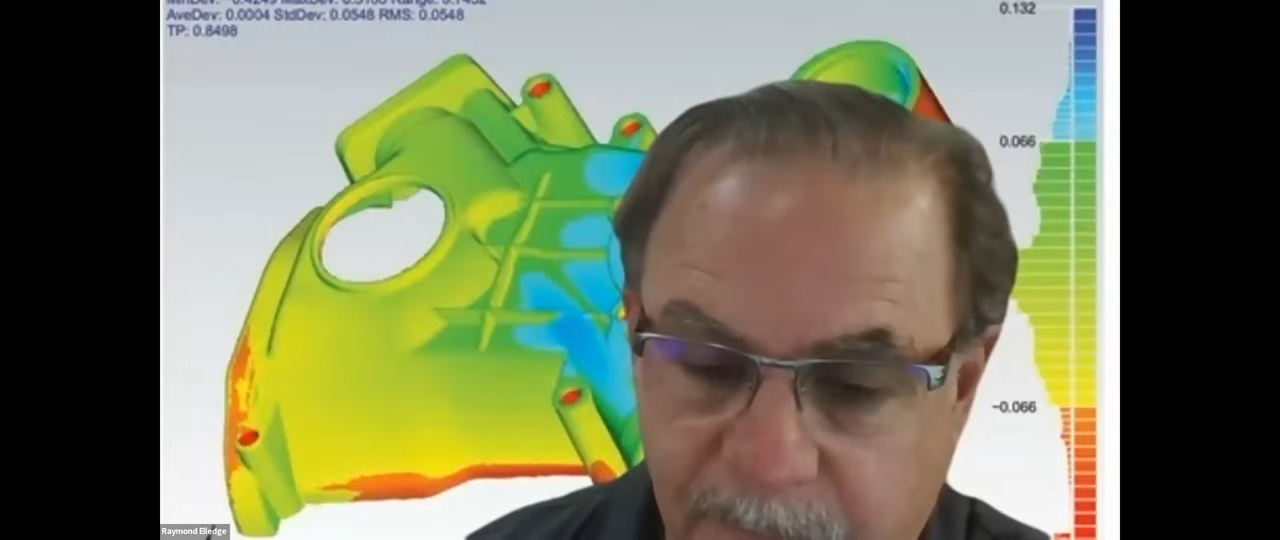 AveDev: 0.0004 StdDev: 0.0548 RMS: 0.0548
TP: 0.8498
0.132
0.066
−0.066
Raymond Elledge